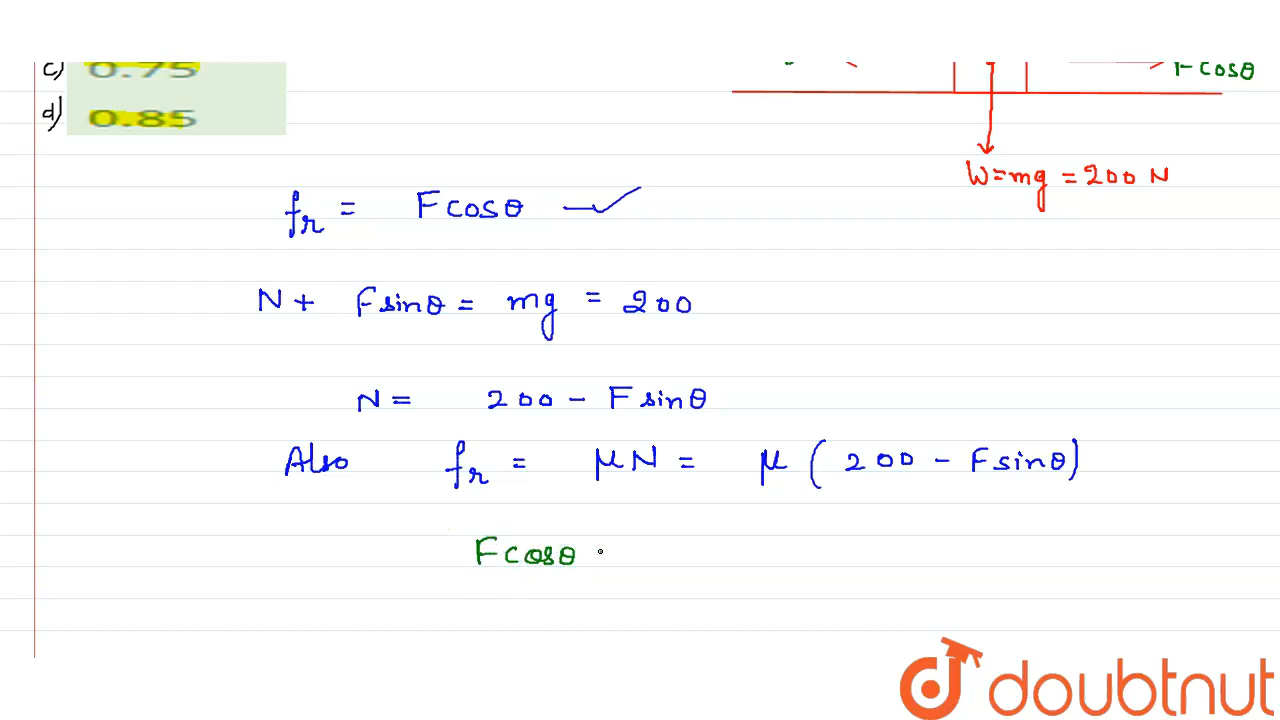 c) 0.75
F cosθ
d) 0.85
W = mg = 200 N
fr = F cosθ
N + F sinθ = mg = 200
N = 200 - F sinθ
Also fr = μN = μ (200 - F sinθ)
F cosθ
doubtnut